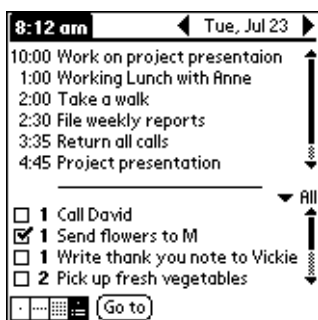 8:12 am Tue, Jul 23
10:00 Work on project presentaion
1:00 Working Lunch with Anne
2:00 Take a walk
2:30 File weekly reports
3:35 Return all calls
4:45 Project presentation
All
1 Call David
1 Send flowers to M
1 Write thank you note to Vickie
2 Pick up fresh vegetables
Go to